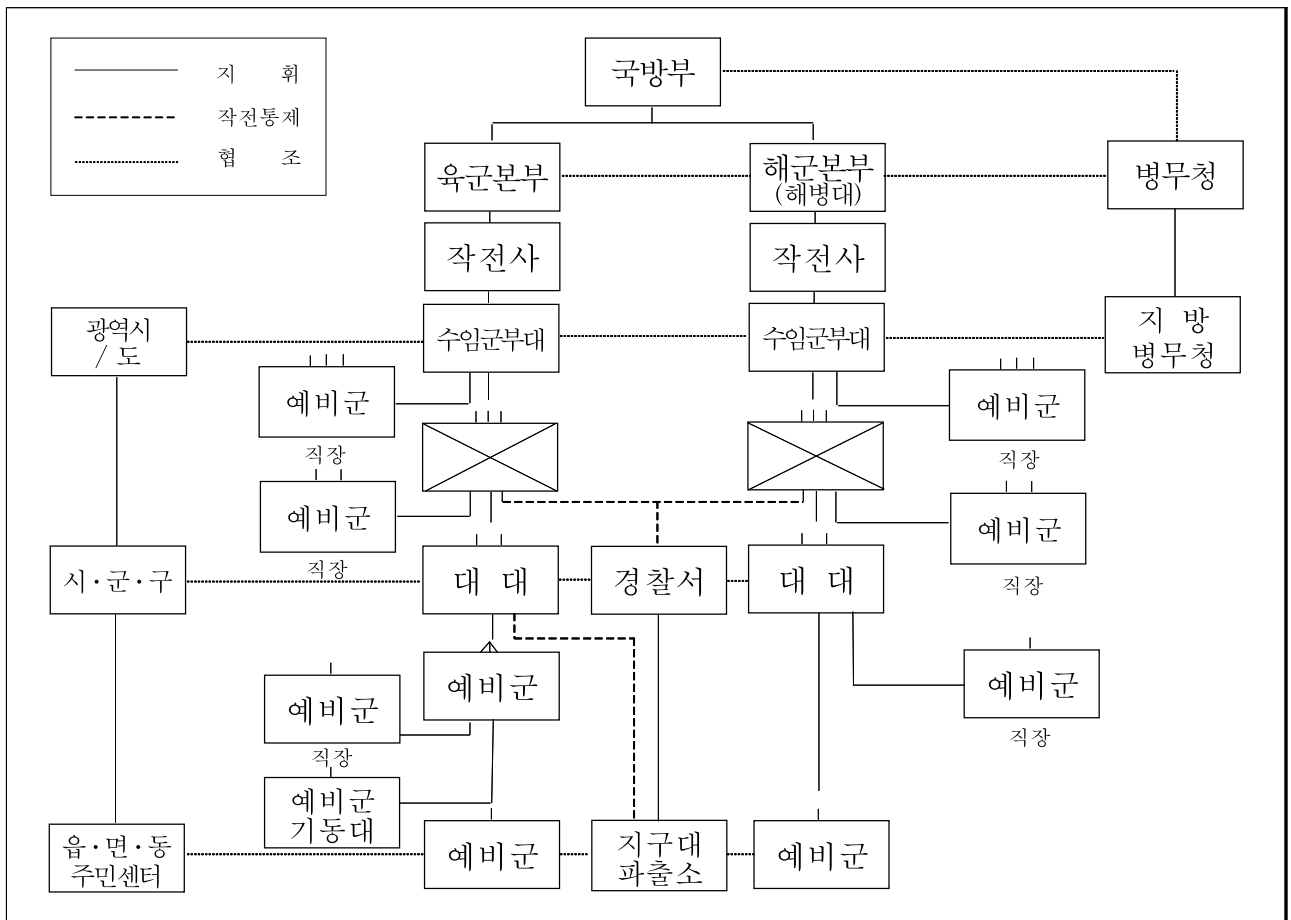 지 휘
작전통제
협 조
국방부
육군본부
해군본부
(해병대)
병무청
작전사
작전사
광역시
/ 도
수임군부대
수임군부대
지 방
병무청
예비군
직장
예비군
직장
예비군
직장
예비군
직장
시·군·구
대 대
경찰서
대 대
예비군
예비군
직장
예비군
직장
예비군
기동대
읍·면·동
주민센터
예비군
지구대
파출소
예비군